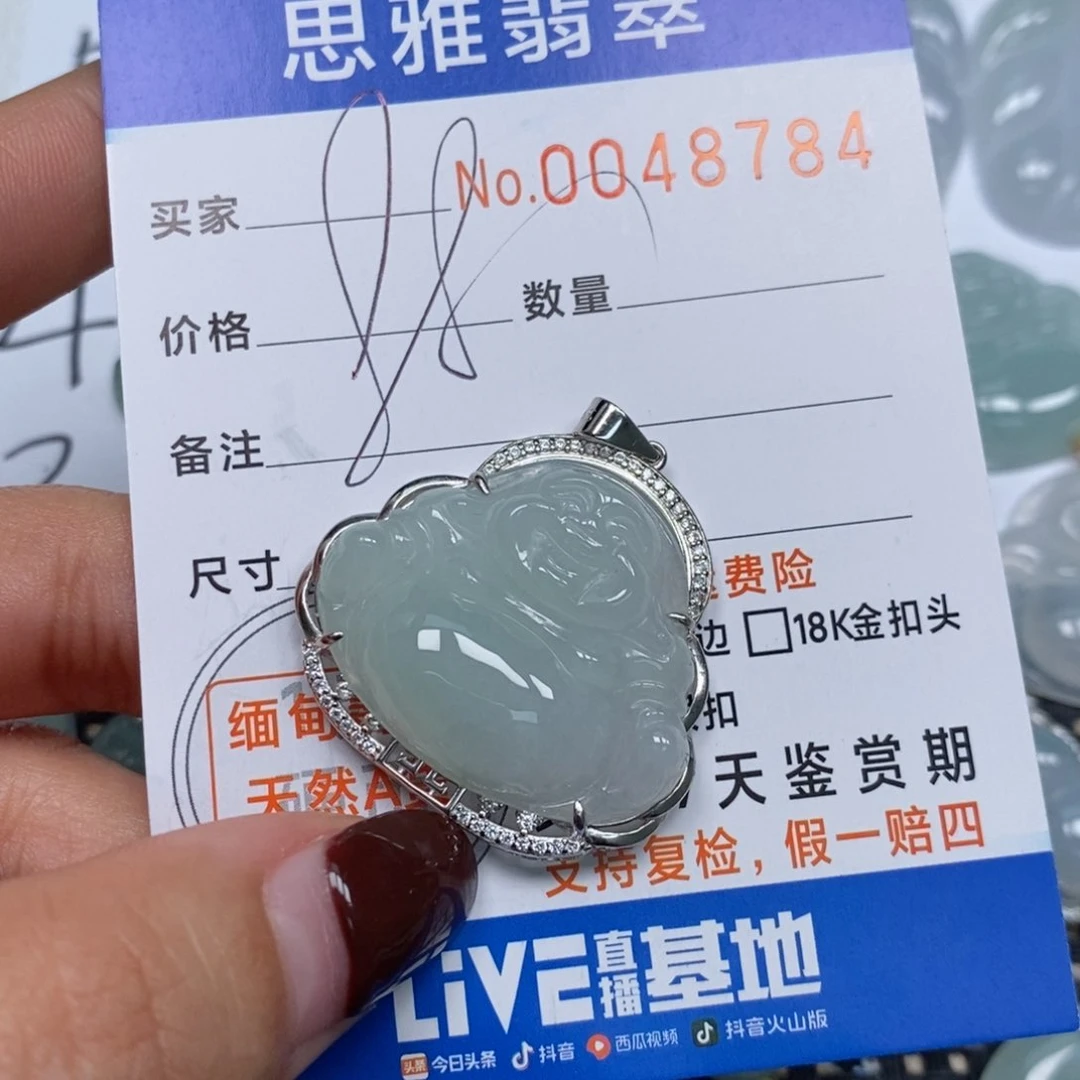 思雅翡翠
No.0048784
买家
价格 数量
备注
尺寸
费险
边 □18K金扣头
扣
缅甸
天然A
天鉴赏期
支持复检，假一赔四
LiVE直播基地
头条 今日头条 抖音 西瓜视频 抖音火山版